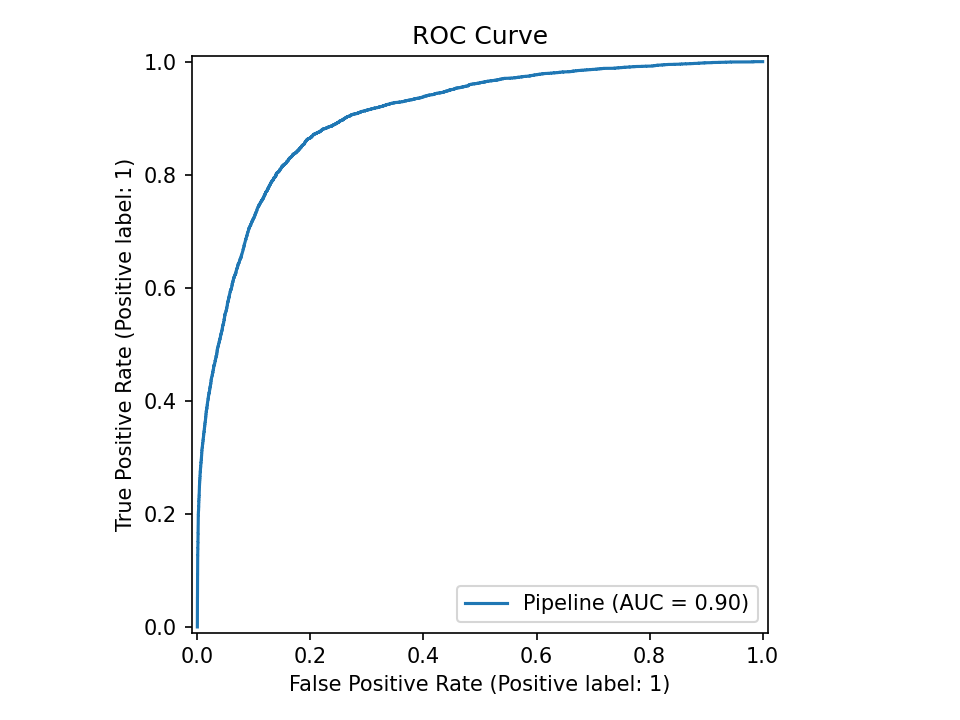 ROC Curve
True Positive Rate (Positive label: 1)
1.0
0.8
0.6
0.4
0.2
0.0
Pipeline (AUC = 0.90)
0.0 0.2 0.4 0.6 0.8 1.0
False Positive Rate (Positive label: 1)